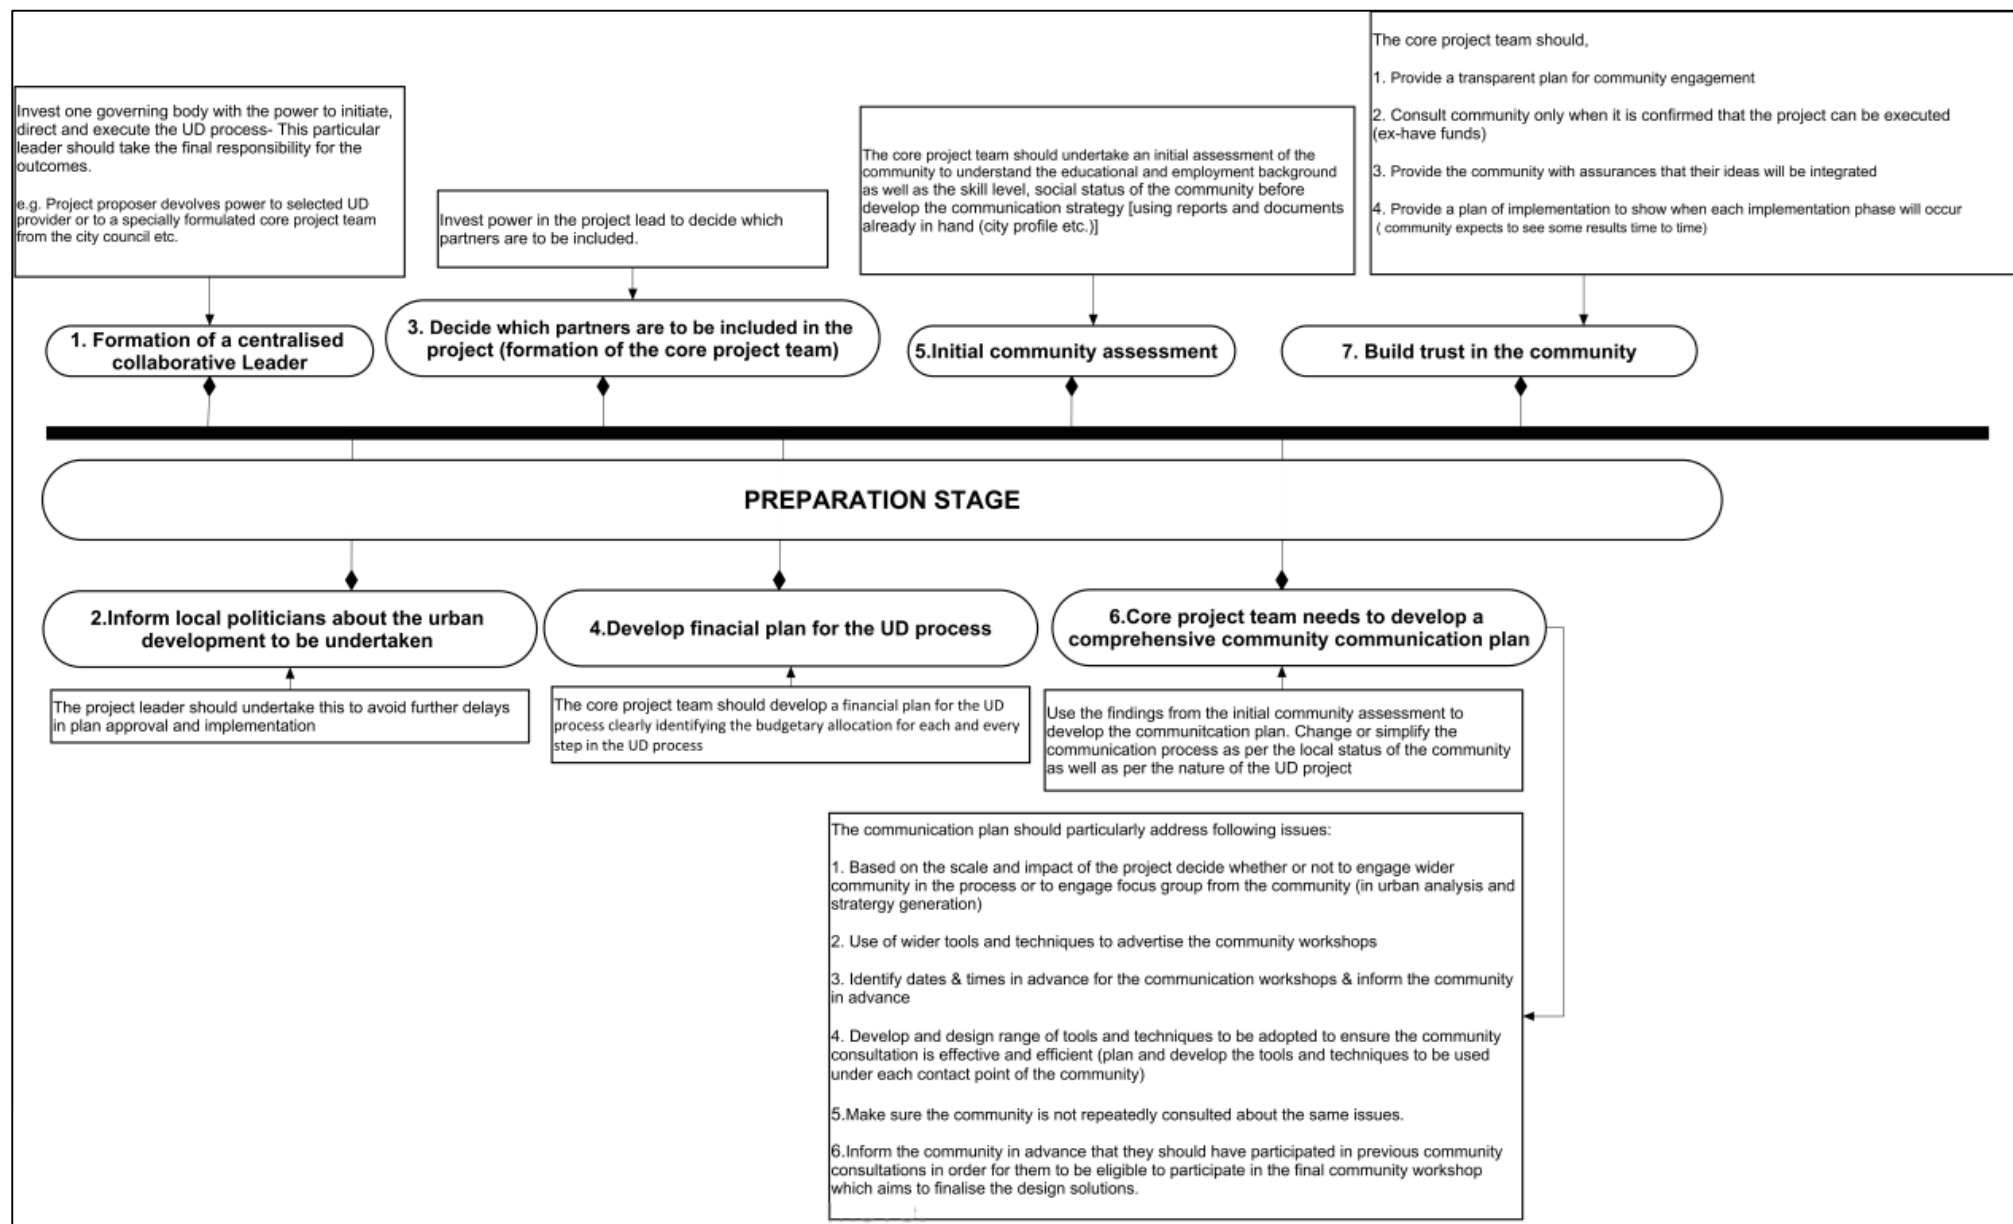 Invest one governing body with the power to initiate,
direct and execute the UD process- This particular
leader should take the final responsibility for the
outcomes.
e.g. Project proposer devolves power to selected UD
provider or to a specially formulated core project team
from the city council etc.
1. Formation of a centralised
collaborative Leader
Invest power in the project lead to decide which
partners are to be included.
3. Decide which partners are to be included in the
project (formation of the core project team)
The core project team should undertake an initial assessment of the
community to understand the educational and employment background
as well as the skill level, social status of the community before
develop the communication strategy [using reports and documents
already in hand (city profile etc.)]
5.Initial community assessment
The core project team should,
1. Provide a transparent plan for community engagement
2. Consult community only when it is confirmed that the project can be executed
(ex-have funds)
3. Provide the community with assurances that their ideas will be integrated
4. Provide a plan of implementation to show when each implementation phase will occur
( community expects to see some results time to time)
7. Build trust in the community
PREPARATION STAGE
2.Inform local politicians about the urban
development to be undertaken
The project leader should undertake this to avoid further delays
in plan approval and implementation
4.Develop finacial plan for the UD process
The core project team should develop a financial plan for the UD
process clearly identifying the budgetary allocation for each and every
step in the UD process
6.Core project team needs to develop a
comprehensive community communication plan
Use the findings from the initial community assessment to
develop the communitcation plan. Change or simplify the
communication process as per the local status of the community
as well as per the nature of the UD project
The communication plan should particularly address following issues:
1. Based on the scale and impact of the project decide whether or not to engage wider
community in the process or to engage focus group from the community (in urban analysis and
stratergy generation)
2. Use of wider tools and techniques to advertise the community workshops
3. Identify dates & times in advance for the communication workshops & inform the community
in advance
4. Develop and design range of tools and techniques to be adopted to ensure the community
consultation is effective and efficient (plan and develop the tools and techniques to be used
under each contact point of the community)
5.Make sure the community is not repeatedly consulted about the same issues.
6.Inform the community in advance that they should have participated in previous community
consultations in order for them to be eligible to participate in the final community workshop
which aims to finalise the design solutions.